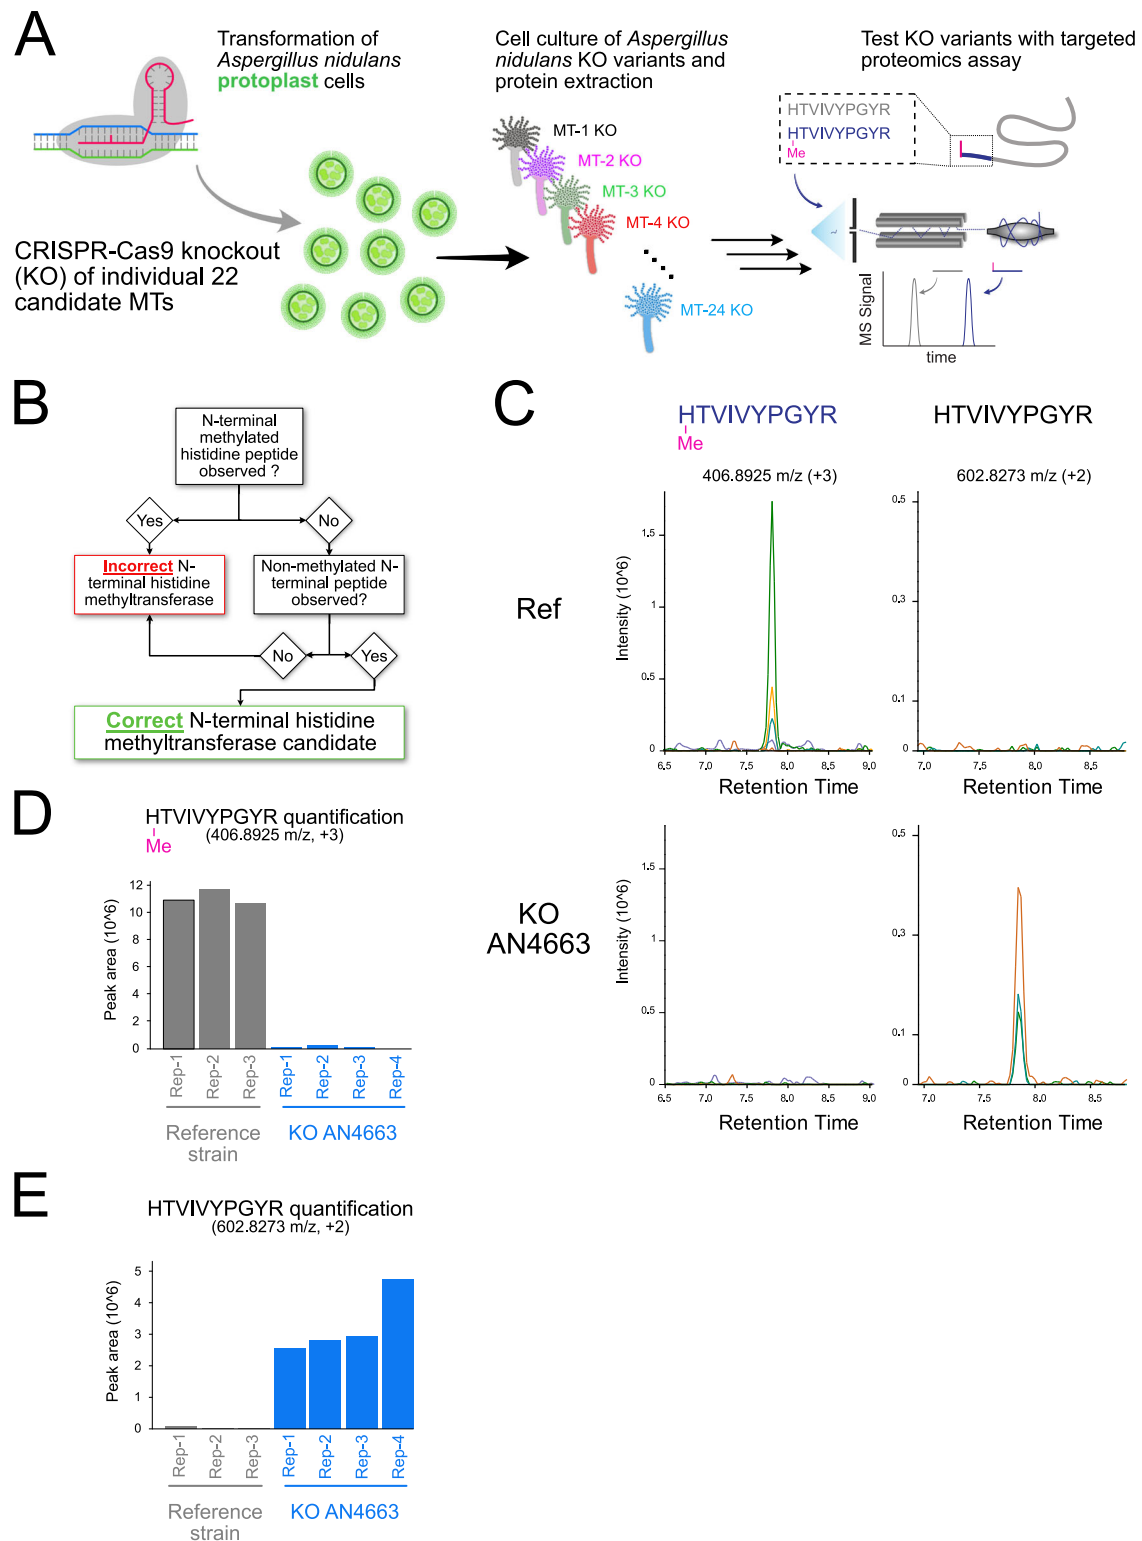 A
Transformation of
Aspergillus nidulans
protoplast cells
Cell culture of Aspergillus
nidulans KO variants and
protein extraction
Test KO variants with targeted
proteomics assay
CRISPR-Cas9 knockout
(KO) of individual 22
candidate MTs
MT-1 KO
MT-2 KO
MT-3 KO
MT-4 KO
MT-24 KO
HTVIVYPGYR
HTVIVYPGYR
Me
MS Signal
time
B
N-terminal
methylated
histidine peptide
observed ?
Yes
No
Incorrect N-
terminal histidine
methyltransferase
Non-methylated N-
terminal peptide
observed?
No
Yes
Correct N-terminal histidine
methyltransferase candidate
C
HTVIVYPGYR
Me
406.8925 m/z (+3)
HTVIVYPGYR
602.8273 m/z (+2)
Ref
Intensity (10^6)
1.5
1
0.5
0
6.5 7.0 7.5 8.0 8.5 9.0
Retention Time
0.5
0.3
0.1
0
7.0 7.5 8.0 8.5
Retention Time
KO
AN4663
Intensity (10^6)
1.5
1
0.5
0
6.5 7.0 7.5 8.0 8.5 9.0
Retention Time
0.5
0.3
0.1
0
7.0 7.5 8.0 8.5
Retention Time
D
HTVIVYPGYR quantification
(406.8925 m/z, +3)
Me
Peak area (10^6)
12
10
8
6
4
2
0
Rep-1
Rep-2
Rep-3
Rep-1
Rep-2
Rep-3
Rep-4
Reference
strain
KO AN4663
E
HTVIVYPGYR quantification
(602.8273 m/z, +2)
Peak area (10^6)
5
4
3
2
1
0
Rep-1
Rep-2
Rep-3
Rep-1
Rep-2
Rep-3
Rep-4
Reference
strain
KO AN4663